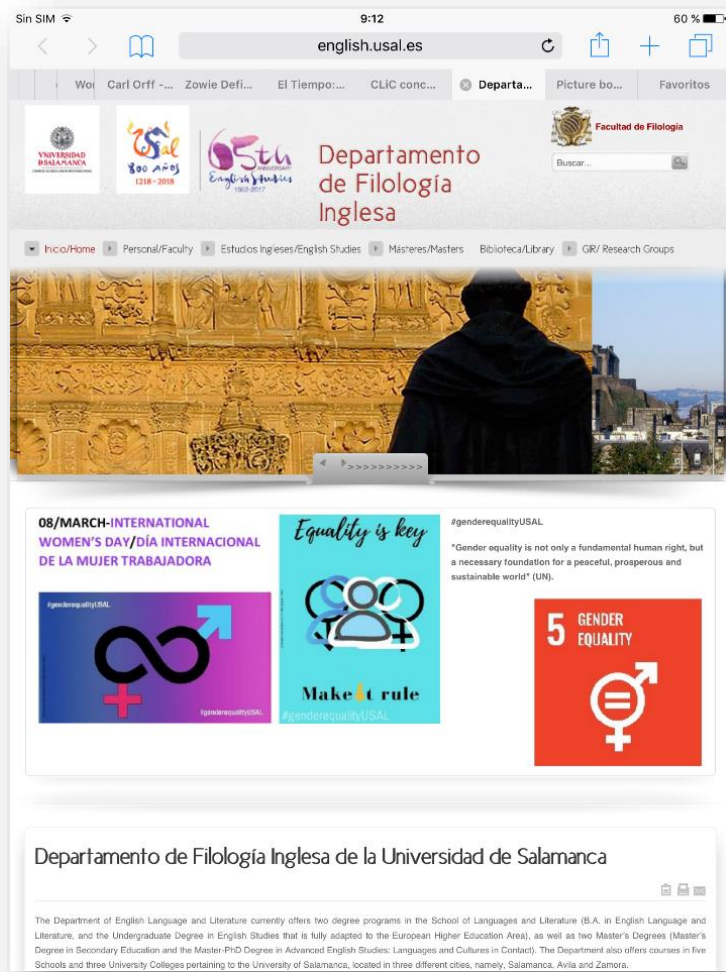 Sin SIM 9:12 60 %
english.usal.es
Wor Carl Orff -... Zowie Defi... El Tiempo:... CLiC conc... Departa... Picture bo... Favoritos
VNiVERSiDAD
D SALAMANCA
800 AÑOS
1218 - 2018
65th
ANNIVERSARY
English Studies
1952-2017
Departamento
de Filología
Inglesa
Facultad de Filología
Buscar...
Inicio/Home Personal/Faculty Estudios Ingleses/English Studies Másteres/Masters Biblioteca/Library GIR/ Research Groups
>>>>>>>>>>
08/MARCH-INTERNATIONAL
WOMEN'S DAY/DÍA INTERNACIONAL
DE LA MUJER TRABAJADORA
#genderequalityUSAL
#genderequalityUSAL
Equality is key
Make it rule
#genderequalityUSAL
#genderequalityUSAL
"Gender equality is not only a fundamental human right, but
a necessary foundation for a peaceful, prosperous and
sustainable world" (UN).
5 GENDER
EQUALITY
Departamento de Filología Inglesa de la Universidad de Salamanca
The Department of English Language and Literature currently offers two degree programs in the School of Languages and Literature (B.A. in English Language and
Literature, and the Undergraduate Degree in English Studies that is fully adapted to the European Higher Education Area), as well as two Master's Degrees (Master's
Degree in Secondary Education and the Master-PhD Degree in Advanced English Studies: Languages and Cultures in Contact). The Department also offers courses in five
Schools and three University Colleges pertaining to the University of Salamanca, located in three different cities, namely, Salamanca, Avila and Zamora.